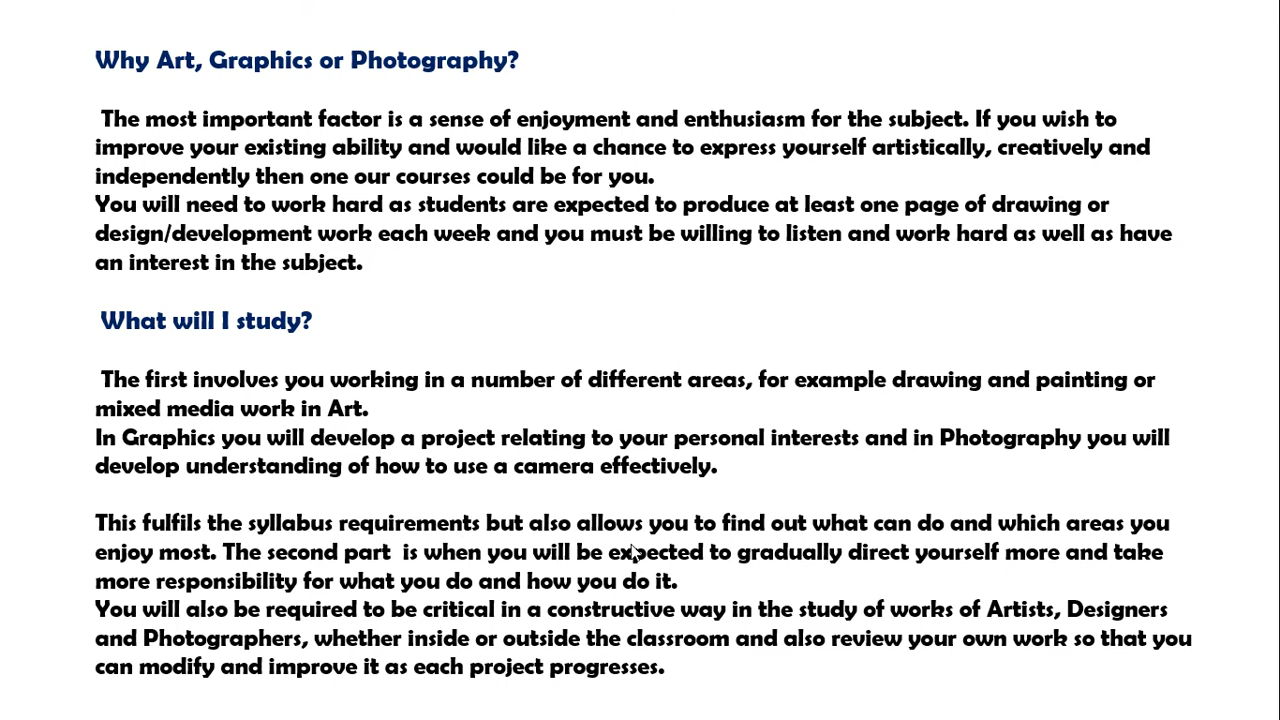 Why Art, Graphics or Photography?
The most important factor is a sense of enjoyment and enthusiasm for the subject. If you wish to
improve your existing ability and would like a chance to express yourself artistically, creatively and
independently then one our courses could be for you.
You will need to work hard as students are expected to produce at least one page of drawing or
design/development work each week and you must be willing to listen and work hard as well as have
an interest in the subject.
What will I study?
The first involves you working in a number of different areas, for example drawing and painting or
mixed media work in Art.
In Graphics you will develop a project relating to your personal interests and in Photography you will
develop understanding of how to use a camera effectively.
This fulfils the syllabus requirements but also allows you to find out what can do and which areas you
enjoy most. The second part is when you will be expected to gradually direct yourself more and take
more responsibility for what you do and how you do it.
You will also be required to be critical in a constructive way in the study of works of Artists, Designers
and Photographers, whether inside or outside the classroom and also review your own work so that you
can modify and improve it as each project progresses.